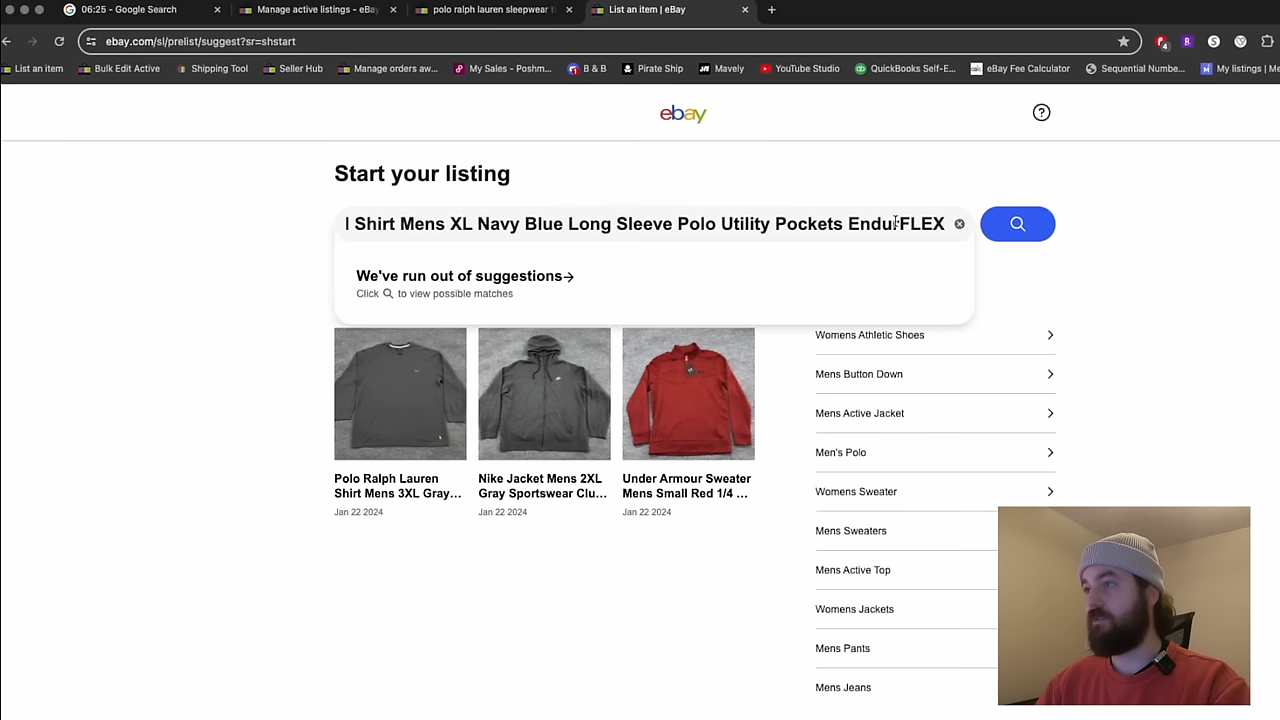 06:25 - Google Search
Manage active listings - eBay
polo ralph lauren sleepwear
List an item | eBay
ebay.com/sl/prelist/suggest?sr=shstart
4
List an item
Bulk Edit Active
Shipping Tool
Seller Hub
Manage orders aw...
My Sales - Poshm...
B & B
Pirate Ship
Mavely
YouTube Studio
QuickBooks Self-E...
eBay Fee Calculator
Sequential Numbe...
My listings | Me
ebay
Start your listing
Shirt Mens XL Navy Blue Long Sleeve Polo Utility Pockets EndurFLEX
We've run out of suggestions→
Click to view possible matches
Womens Athletic Shoes
Mens Button Down
Mens Active Jacket
Men's Polo
Womens Sweater
Mens Sweaters
Mens Active Top
Womens Jackets
Mens Pants
Mens Jeans
Polo Ralph Lauren
Shirt Mens 3XL Gray...
Jan 22 2024
Nike Jacket Mens 2XL
Gray Sportswear Clu...
Jan 22 2024
Under Armour Sweater
Mens Small Red 1/4 ...
Jan 22 2024